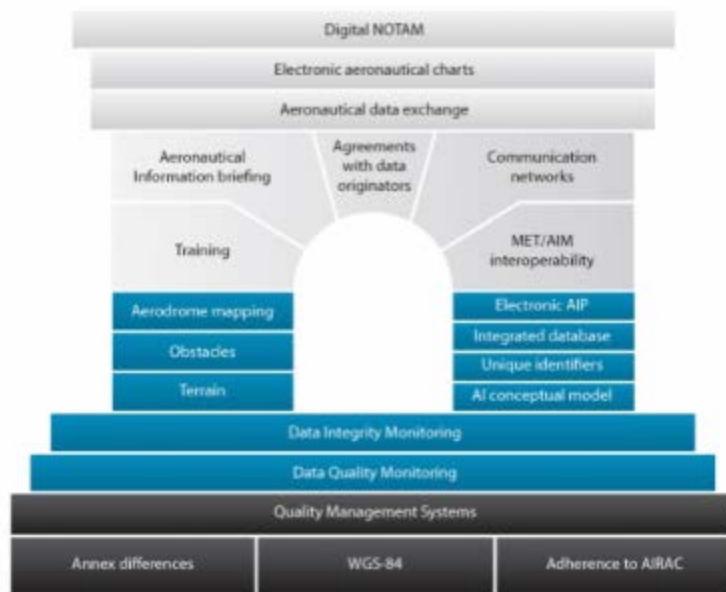 Digital NOTAM
Electronic aeronautical charts
Aeronautical data exchange
Aeronautical
Information briefing
Agreements
with data
originators
Communication
networks
Training
MET/AIM
interoperability
Aerodrome mapping
Obstacles
Terrain
Electronic AIP
Integrated database
Unique identifiers
AI conceptual model
Data Integrity Monitoring
Data Quality Monitoring
Quality Management Systems
Annex differences
WGS-84
Adherence to AIRAC